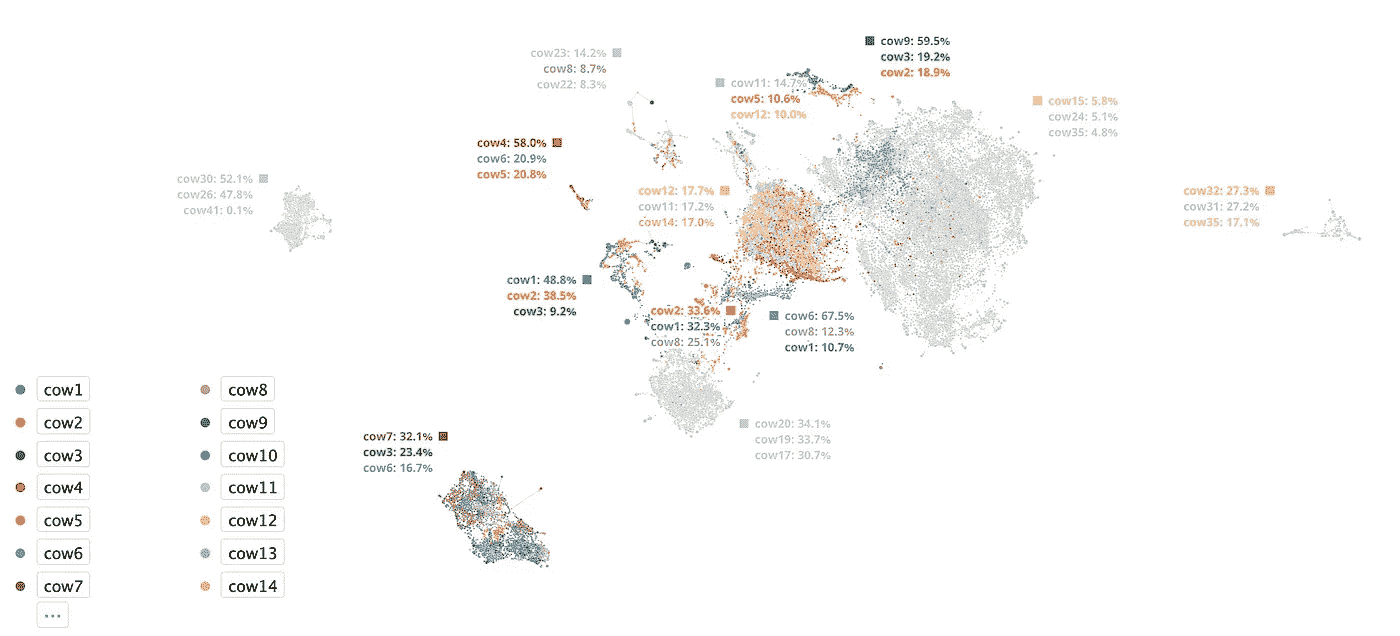 cow9: 59.5%
cow3: 19.2%
cow2: 18.9%
cow23: 14.2%
cow8: 8.7%
cow22: 8.3%
cow11: 14.7%
cow5: 10.6%
cow12: 10.0%
cow15: 5.8%
cow24: 5.1%
cow35: 4.8%
cow4: 58.0%
cow6: 20.9%
cow5: 20.8%
cow30: 52.1%
cow26: 47.8%
cow41: 0.1%
cow12: 17.7%
cow11: 17.2%
cow14: 17.0%
cow32: 27.3%
cow31: 27.2%
cow35: 17.1%
cow1: 48.8%
cow2: 38.5%
cow3: 9.2%
cow2: 33.6%
cow1: 32.3%
cow8: 25.1%
cow6: 67.5%
cow8: 12.3%
cow1: 10.7%
cow20: 34.1%
cow19: 33.7%
cow17: 30.7%
cow7: 32.1%
cow3: 23.4%
cow6: 16.7%
cow1
cow2
cow3
cow4
cow5
cow6
cow7
...
cow8
cow9
cow10
cow11
cow12
cow13
cow14